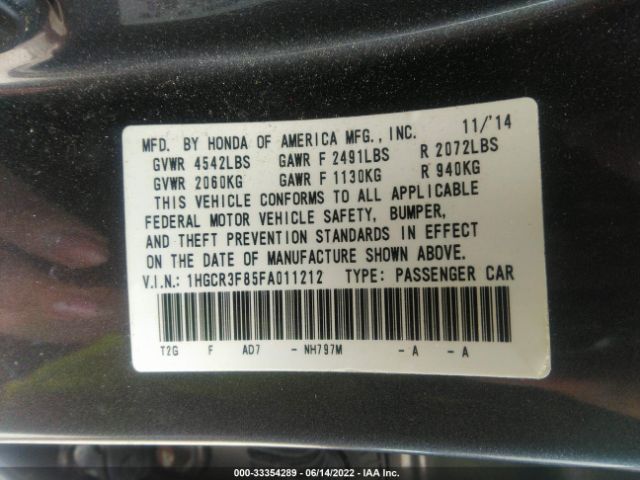 MFD. BY HONDA OF AMERICA MFG., INC. 11/'14
GVWR 4542LBS GAWR F 2491LBS R 2072LBS
GVWR 2060KG GAWR F 1130KG R 940KG
THIS VEHICLE CONFORMS TO ALL APPLICABLE
FEDERAL MOTOR VEHICLE SAFETY, BUMPER,
AND THEFT PREVENTION STANDARDS IN EFFECT
ON THE DATE OF MANUFACTURE SHOWN ABOVE.
V.I.N.: 1HGCR3F85FA011212 TYPE: PASSENGER CAR
T2G F AD7 - NH797M - A - A
000-33354289 - 06/14/2022 - IAA Inc.